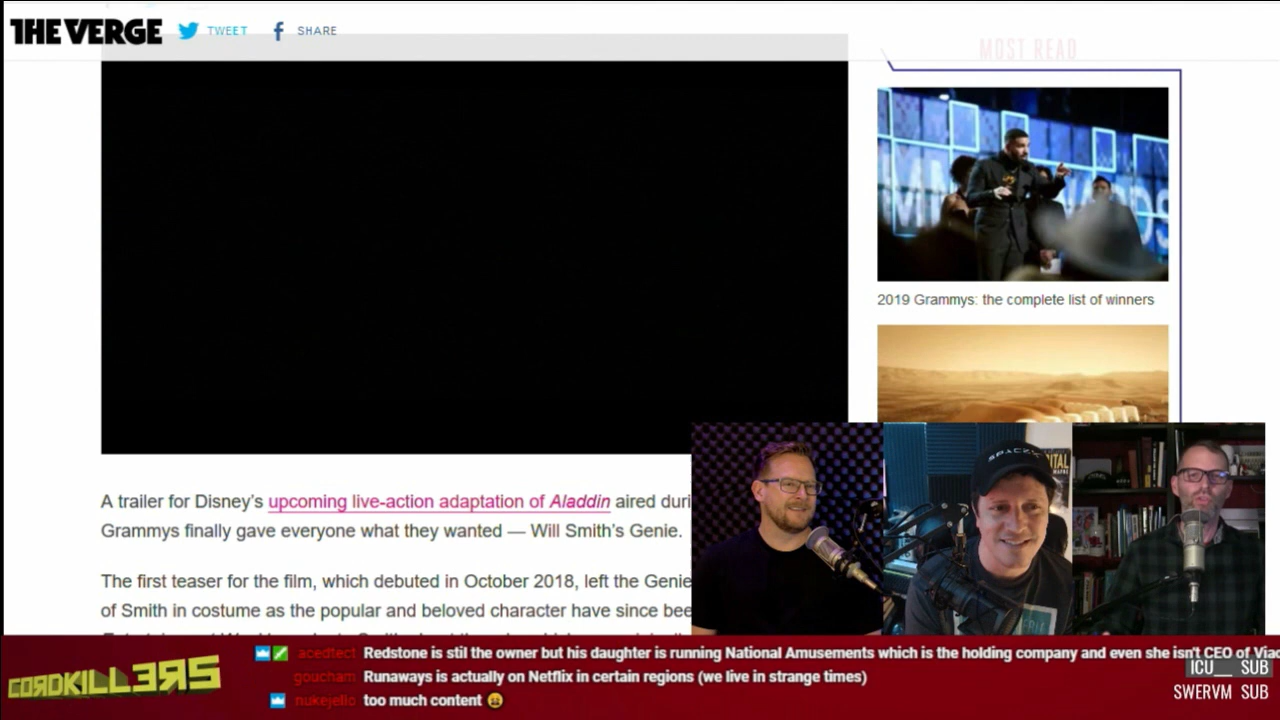 THE VERGE
TWEET
SHARE
MOST READ
2019 Grammys: the complete list of winners
A trailer for Disney's upcoming live-action adaptation of Aladdin aired duri
Grammys finally gave everyone what they wanted — Will Smith's Genie.
The first teaser for the film, which debuted in October 2018, left the Genie
of Smith in costume as the popular and beloved character have since bee
SPACEX
CORDKILLERS
acedtect Redstone is stil the owner but his daughter is running National Amusements which is the holding company and even she isn't CEO of Viac
goucham Runaways is actually on Netflix in certain regions (we live in strange times)
nukejello too much content 😩
ICU__ SUB
SWERVM SUB